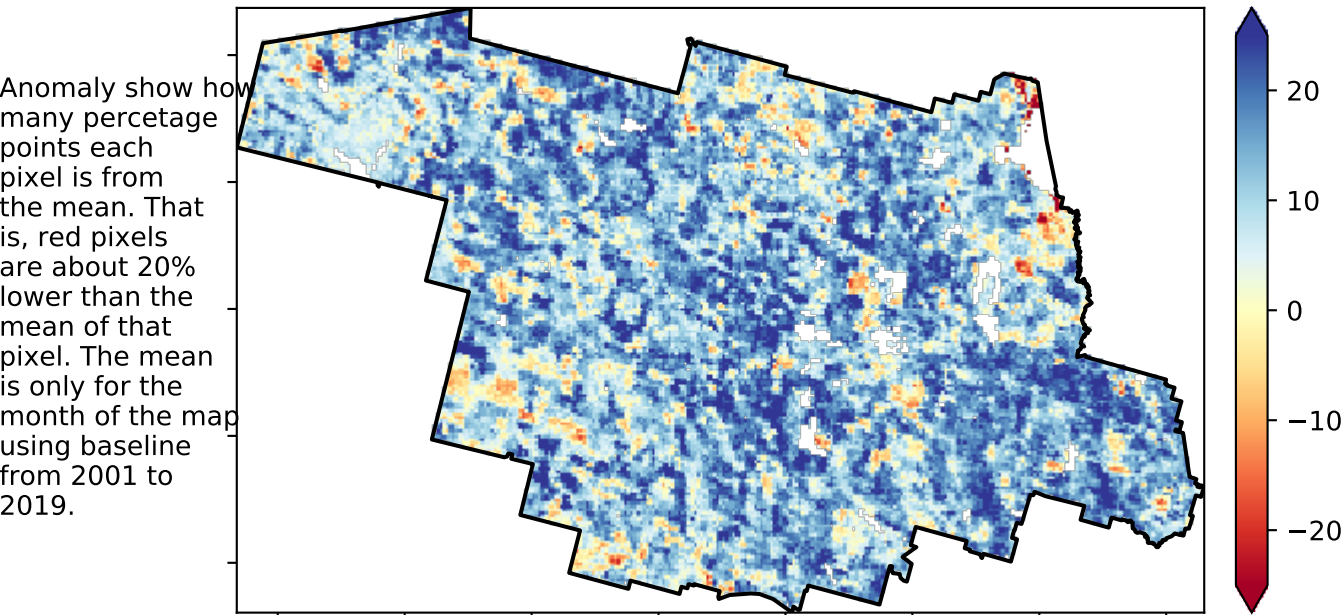 Anomaly show how
many percetage
points each
pixel is from
the mean. That
is, red pixels
are about 20%
lower than the
mean of that
pixel. The mean
is only for the
month of the map
using baseline
from 2001 to
2019.
20
10
0
−10
−20